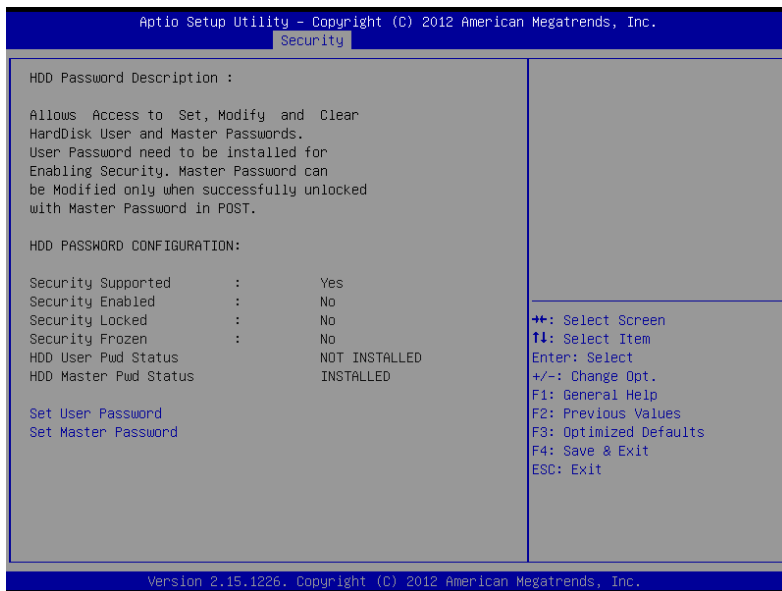 Aptio Setup Utility – Copyright (C) 2012 American Megatrends, Inc.
Security
HDD Password Description :
Allows Access to Set, Modify and Clear
HardDisk User and Master Passwords.
User Password need to be installed for
Enabling Security. Master Password can
be Modified only when successfully unlocked
with Master Password in POST.
HDD PASSWORD CONFIGURATION:
Security Supported : Yes
Security Enabled : No
Security Locked : No
Security Frozen : No
HDD User Pwd Status NOT INSTALLED
HDD Master Pwd Status INSTALLED
Set User Password
Set Master Password
→←: Select Screen
↑↓: Select Item
Enter: Select
+/-: Change Opt.
F1: General Help
F2: Previous Values
F3: Optimized Defaults
F4: Save & Exit
ESC: Exit
Version 2.15.1226. Copyright (C) 2012 American Megatrends, Inc.